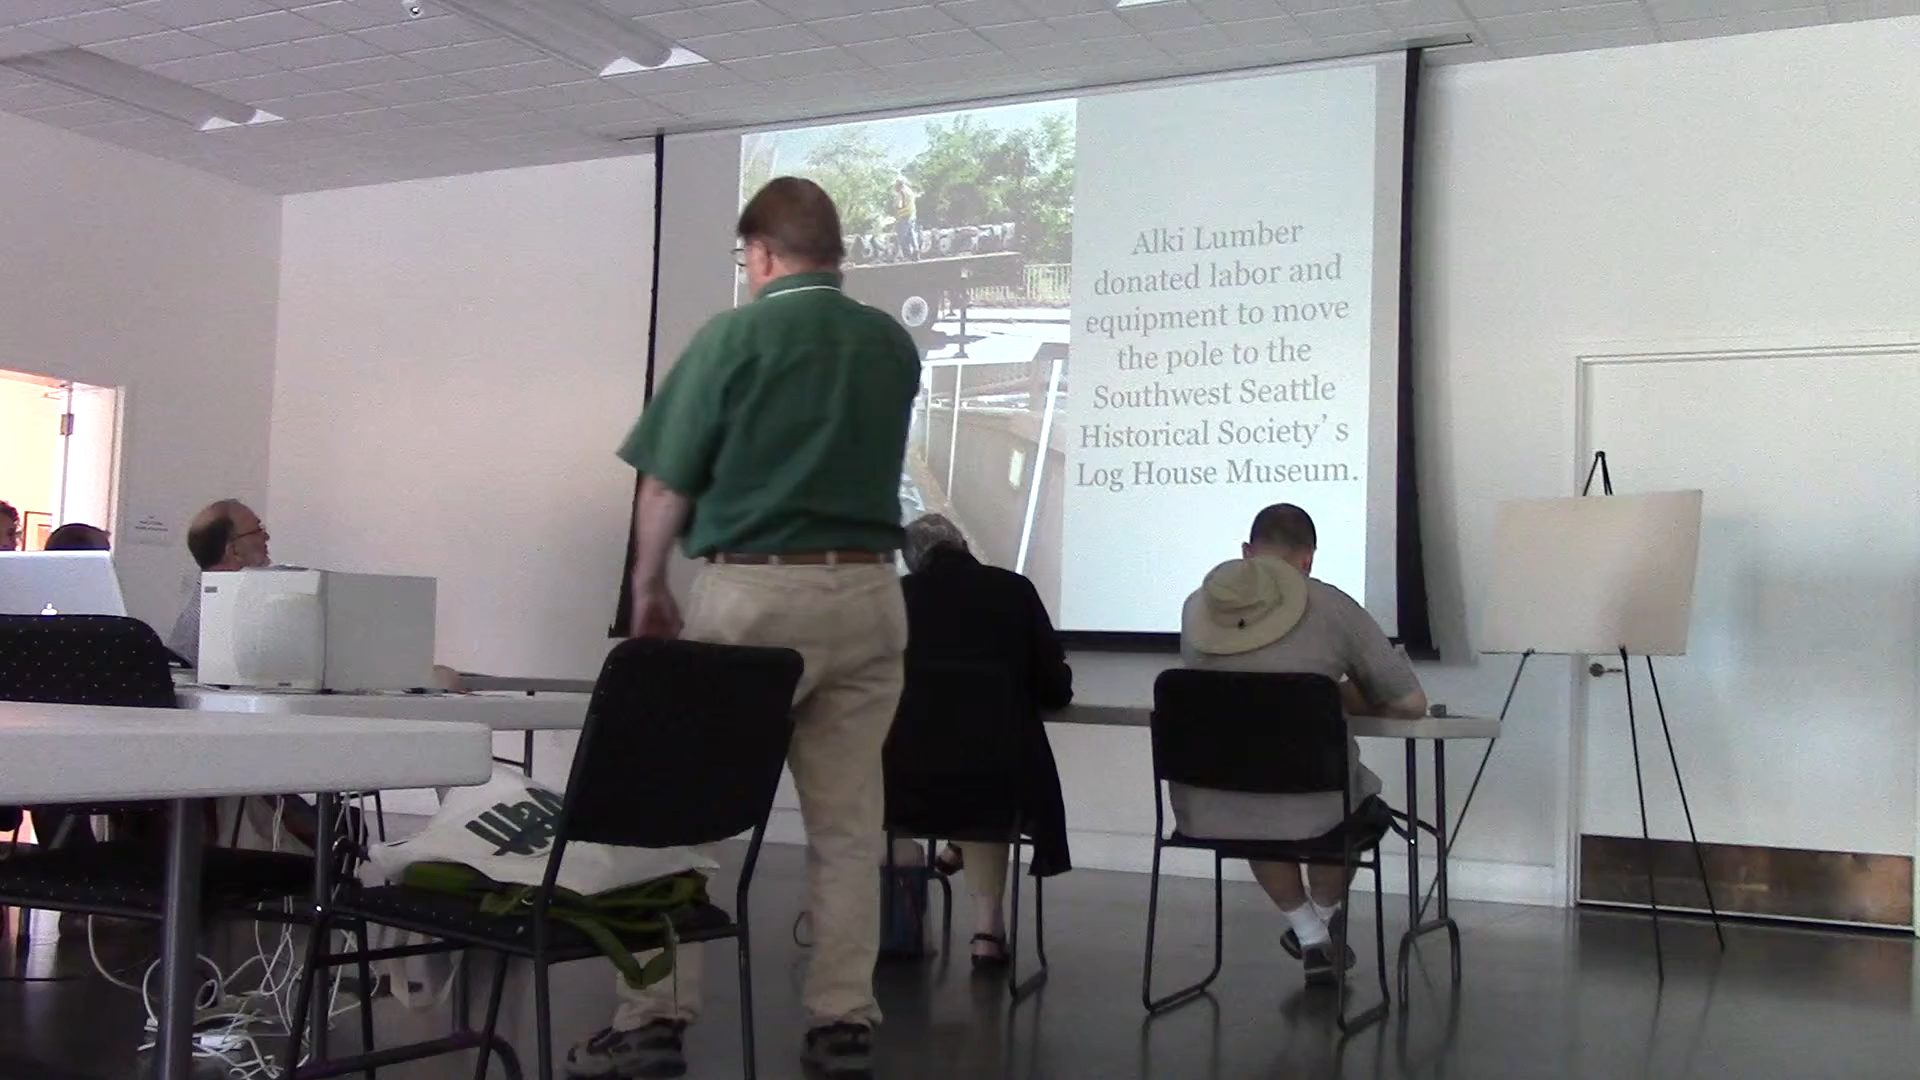 Alki Lumber
donated labor and
equipment to move
the pole to the
Southwest Seattle
Historical Society’s
Log House Museum.